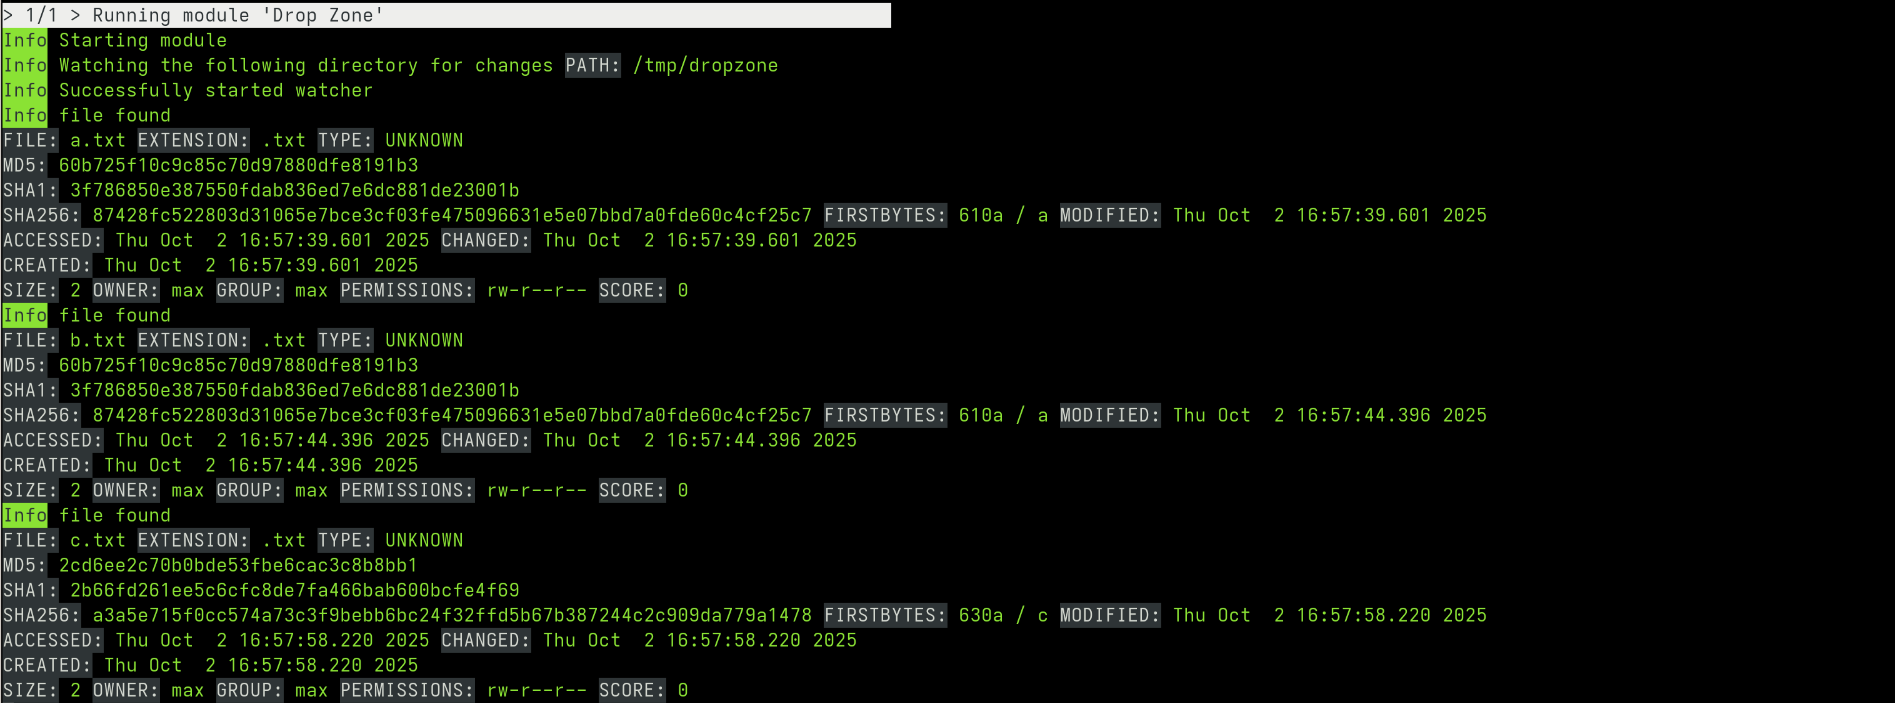 > 1/1 > Running module 'Drop Zone'
Info Starting module
Info Watching the following directory for changes PATH: /tmp/dropzone
Info Successfully started watcher
Info file found
FILE: a.txt EXTENSION: .txt TYPE: UNKNOWN
MD5: 60b725f10c9c85c70d97880dfe8191b3
SHA1: 3f786850e387550fdab836ed7e6dc881de23001b
SHA256: 87428fc522803d31065e7bce3cf03fe475096631e5e07bbd7a0fde60c4cf25c7 FIRSTBYTES: 610a / a MODIFIED: Thu Oct  2 16:57:39.601 2025
ACCESSED: Thu Oct  2 16:57:39.601 2025 CHANGED: Thu Oct  2 16:57:39.601 2025
CREATED: Thu Oct  2 16:57:39.601 2025
SIZE: 2 OWNER: max GROUP: max PERMISSIONS: rw-r--r-- SCORE: 0
Info file found
FILE: b.txt EXTENSION: .txt TYPE: UNKNOWN
MD5: 60b725f10c9c85c70d97880dfe8191b3
SHA1: 3f786850e387550fdab836ed7e6dc881de23001b
SHA256: 87428fc522803d31065e7bce3cf03fe475096631e5e07bbd7a0fde60c4cf25c7 FIRSTBYTES: 610a / a MODIFIED: Thu Oct  2 16:57:44.396 2025
ACCESSED: Thu Oct  2 16:57:44.396 2025 CHANGED: Thu Oct  2 16:57:44.396 2025
CREATED: Thu Oct  2 16:57:44.396 2025
SIZE: 2 OWNER: max GROUP: max PERMISSIONS: rw-r--r-- SCORE: 0
Info file found
FILE: c.txt EXTENSION: .txt TYPE: UNKNOWN
MD5: 2cd6ee2c70b0bde53fbe6cac3c8b8bb1
SHA1: 2b66fd261ee5c6cfc8de7fa466bab600bcfe4f69
SHA256: a3a5e715f0cc574a73c3f9bebb6bc24f32ffd5b67b387244c2c909da779a1478 FIRSTBYTES: 630a / c MODIFIED: Thu Oct  2 16:57:58.220 2025
ACCESSED: Thu Oct  2 16:57:58.220 2025 CHANGED: Thu Oct  2 16:57:58.220 2025
CREATED: Thu Oct  2 16:57:58.220 2025
SIZE: 2 OWNER: max GROUP: max PERMISSIONS: rw-r--r-- SCORE: 0